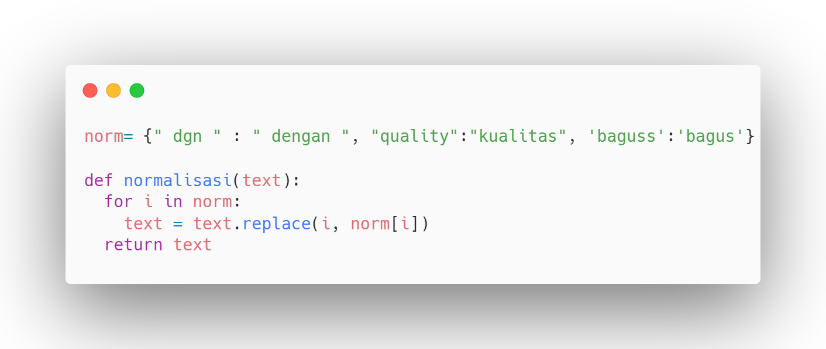 norm= {" dgn " : " dengan ", "quality":"kualitas", 'baguss':'bagus'}
def normalisasi(text):
  for i in norm:
    text = text.replace(i, norm[i])
  return text